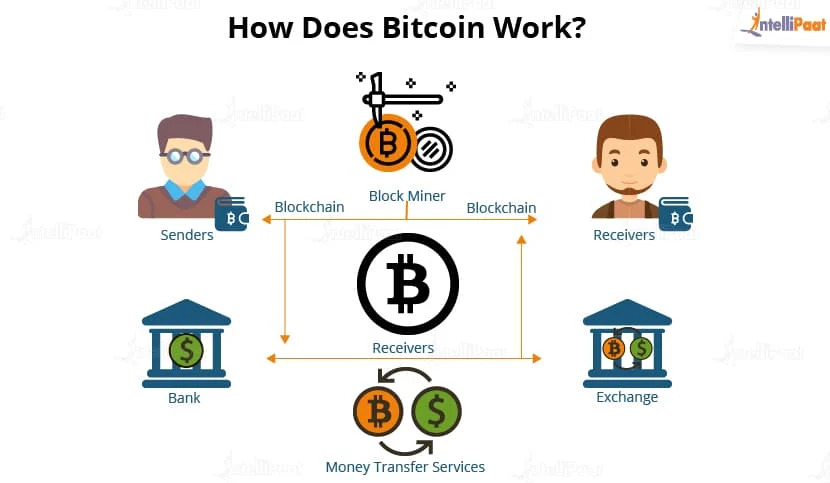 How Does Bitcoin Work?
IntelliPaat
Block Miner
Blockchain
Blockchain
Senders
Receivers
Receivers
Bank
Exchange
Money Transfer Services